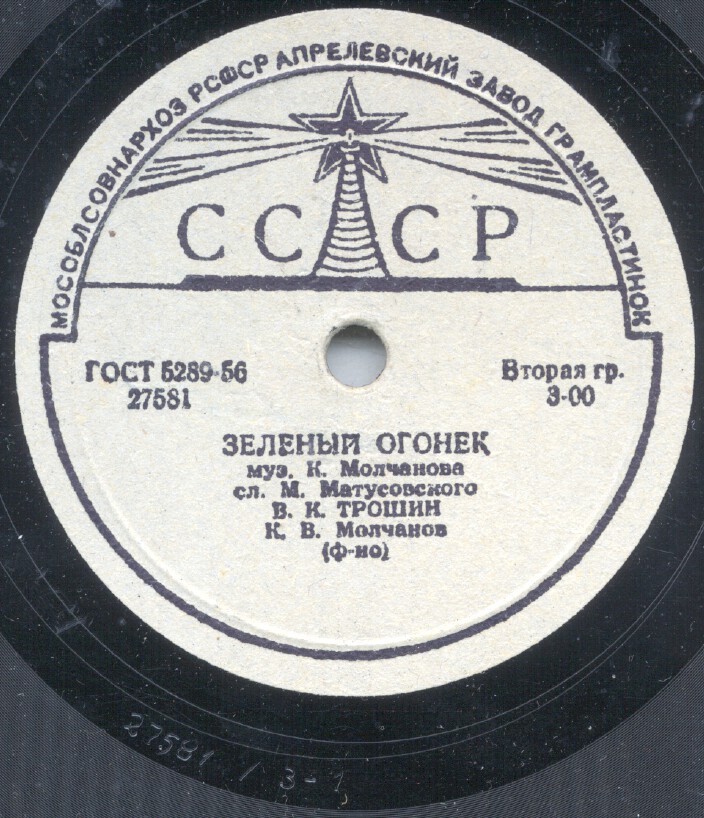 МОСОБЛСОВНАРХОЗ РСФСР АПРЕЛЕВСКИЙ ЗАВОД ГРАМПЛАСТИНОК
СССР
ГОСТ 5289-56
27581
Вторая гр.
3-00
ЗЕЛЕНЫЙ ОГОНЕК
муз. К. Молчанова
сл. М. Матусовского
В. К. ТРОШИН
К. В. Молчанов
(ф-но)
27581 / 3-1